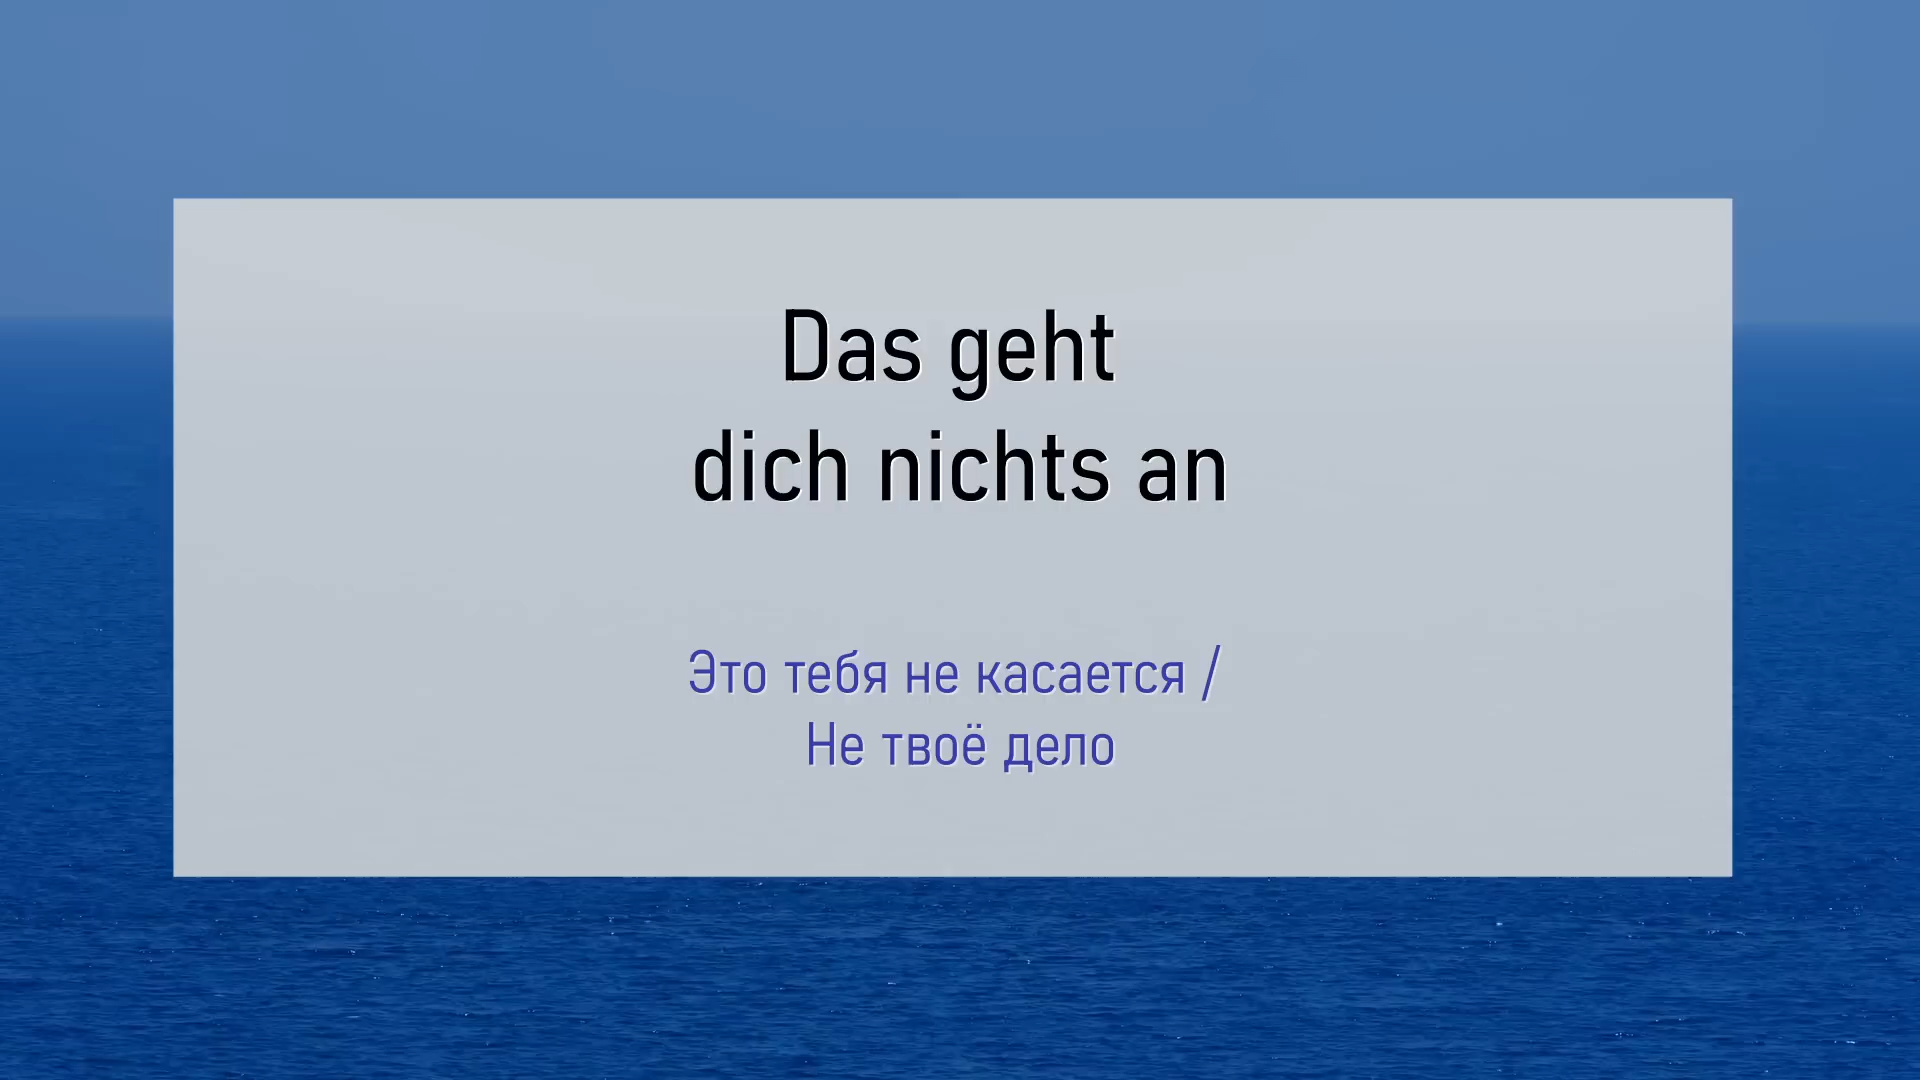 Das geht
dich nichts an
Это тебя не касается /
Не твоё дело